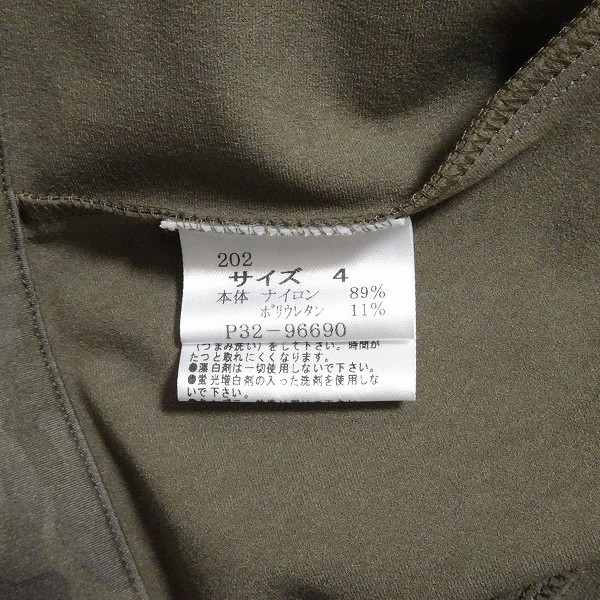 202
サイズ 4
本体 ナイロン 89%
ポリウレタン 11%
P32-96690
(つまみ洗い)をして下さい。時間が
たつと取れにくくなります。
●漂白剤は一切使用しないで下さい。
●蛍光増白剤の入った洗剤を使用しな
いで下さい。